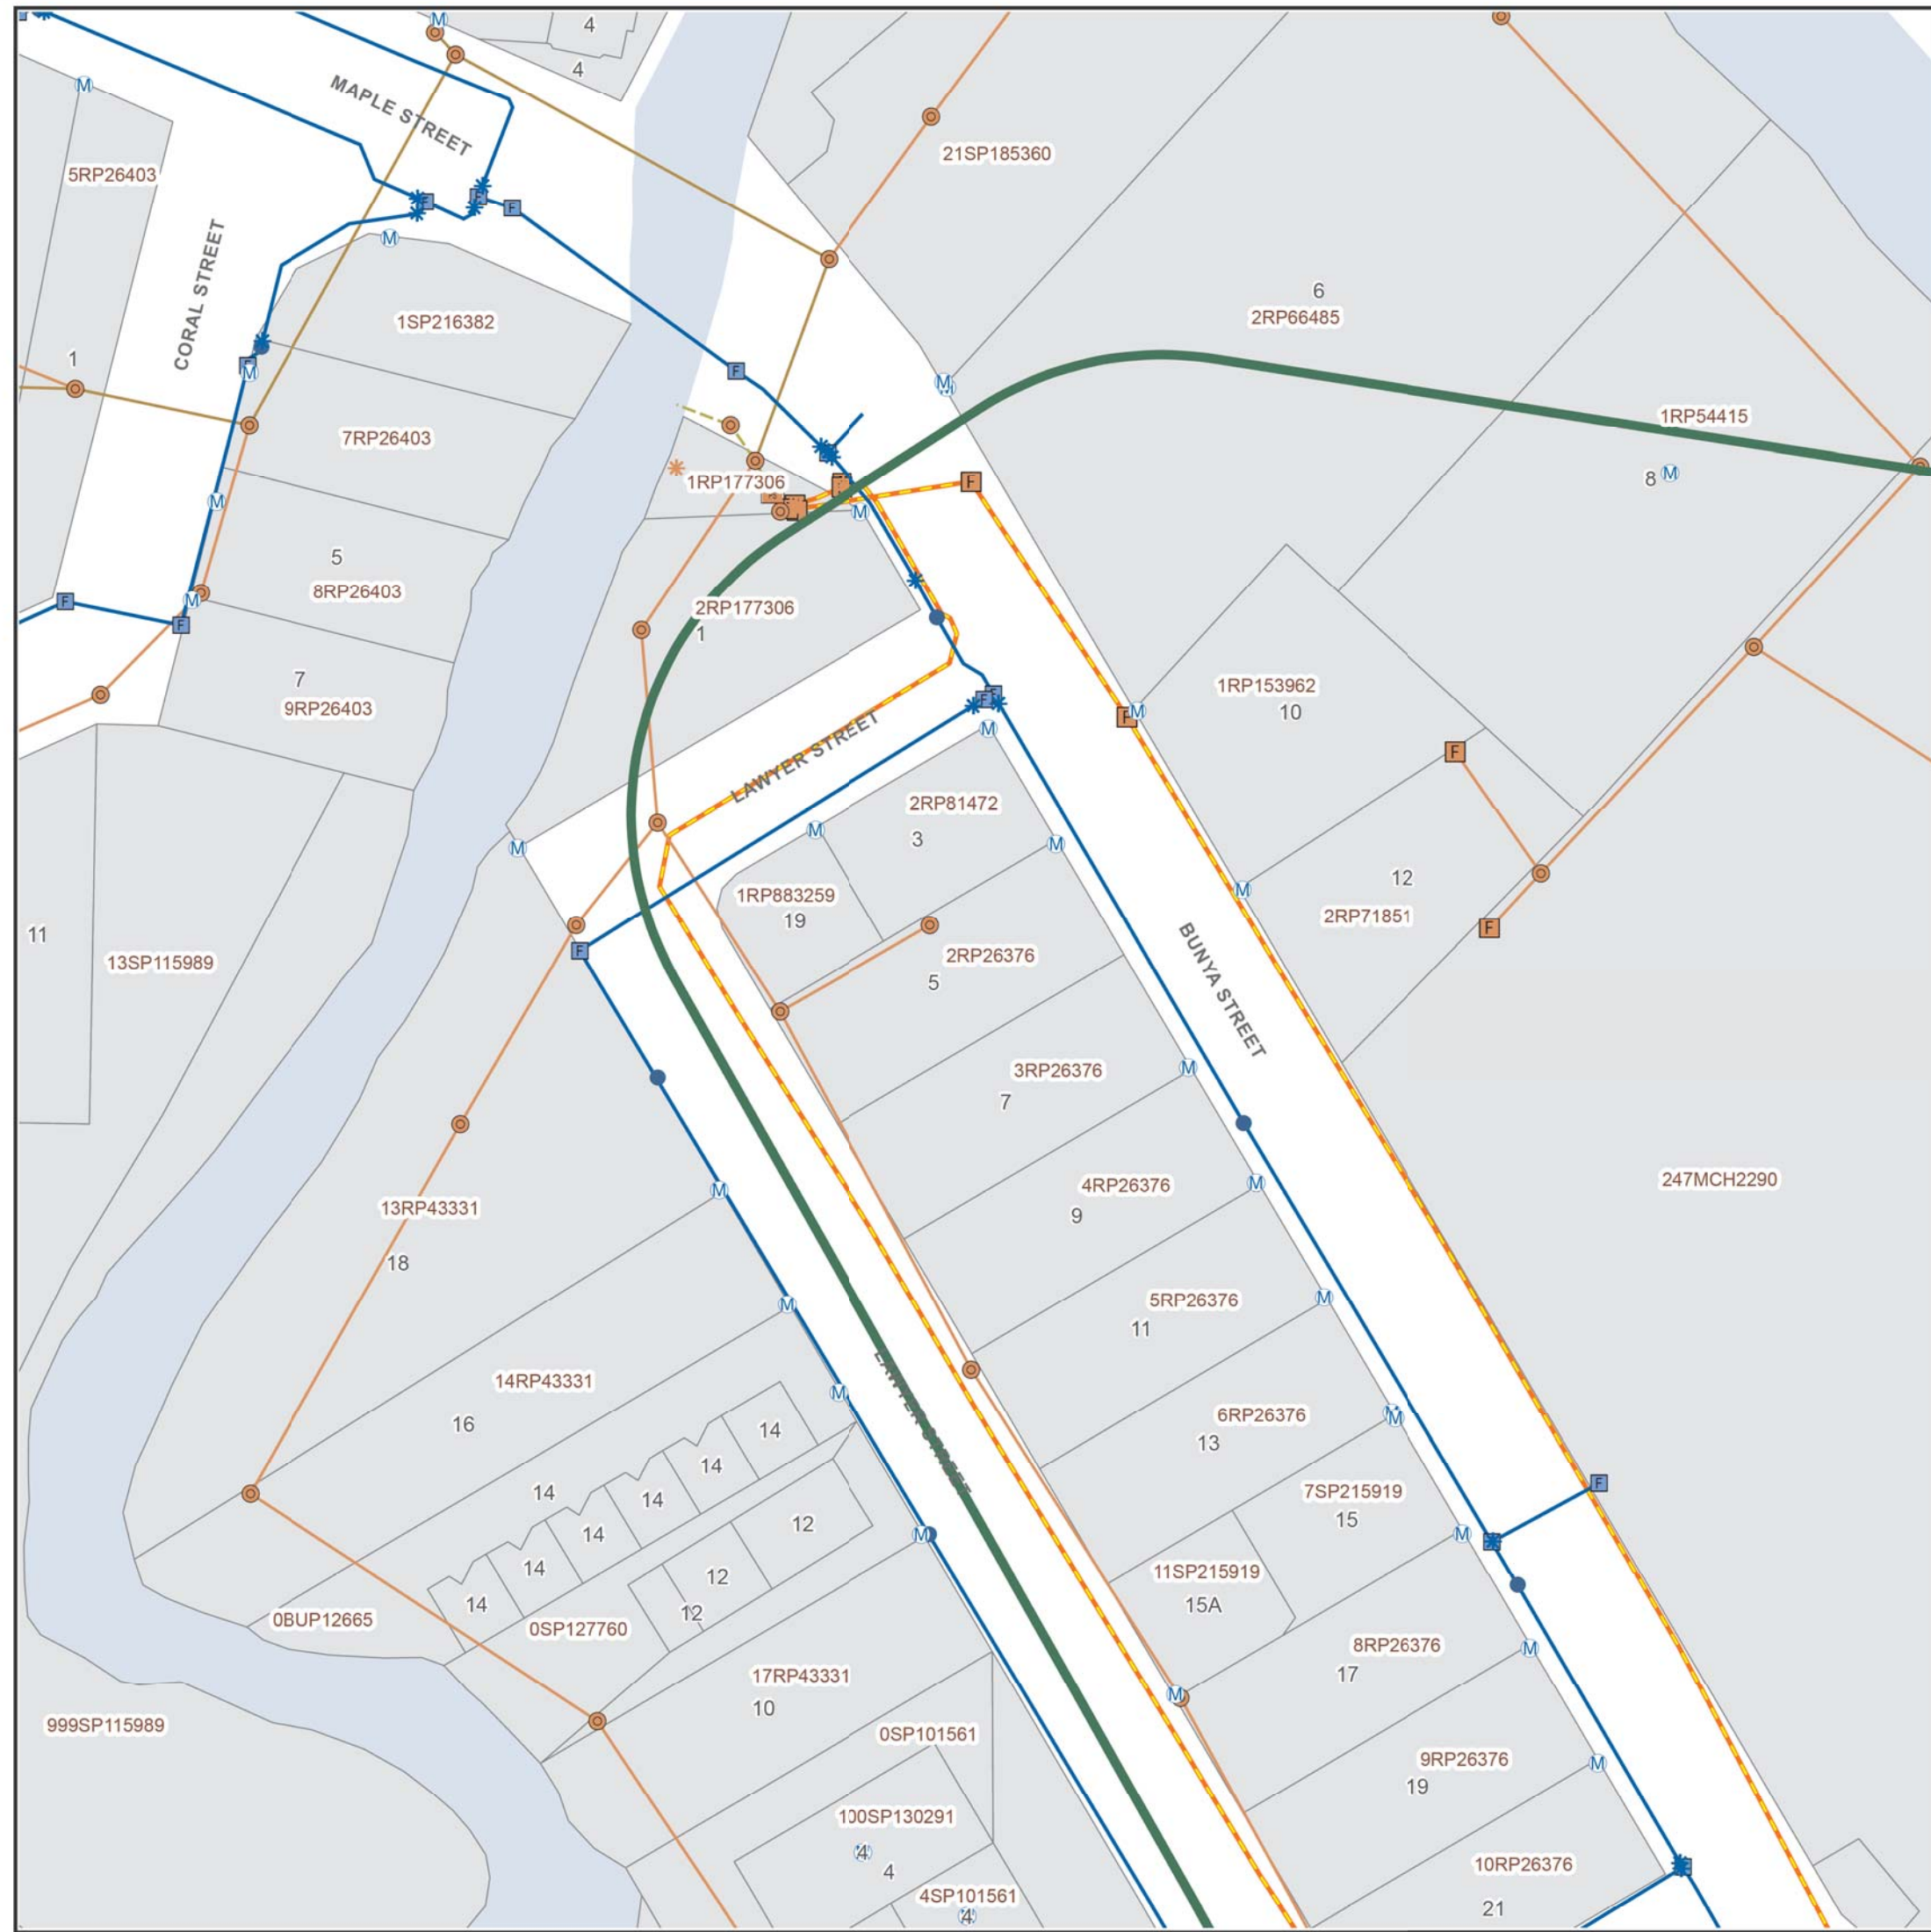 M
4
4
MAPLE STREET
M
5RP26403
21SP185360
F
F
F
M
CORAL STREET
6
2RP66485
1SP216382
1
F
M
F
M
1RP54415
7RP26403
8 M
M
1RP177306
F
M
5
8RP26403
2RP177306
1
M
F
F
7
9RP26403
1RP153962
10
F
F M
M
LAWYER STREET
F
2RP81472
3
M
M
M
1RP883259
19
12
2RP71851
M
F
11
13SP115989
F
2RP26376
5
BUNYA STREET
3RP26376
7
M
247MCH2290
4RP26376
9
M
M
13RP43331
18
5RP26376
11
M
M
14RP43331
16
LAWYER STREET
M
6RP26376
13
M
14
14
14
14
14
14
14
12
12
12
F
7SP215919
15
M
M
11SP215919
15A
0BUP12665
0SP127760
8RP26376
17
M
17RP43331
10
M
999SP115989
0SP101561
9RP26376
19
M
100SP130291
4
4
10RP26376
21
4SP101561
4